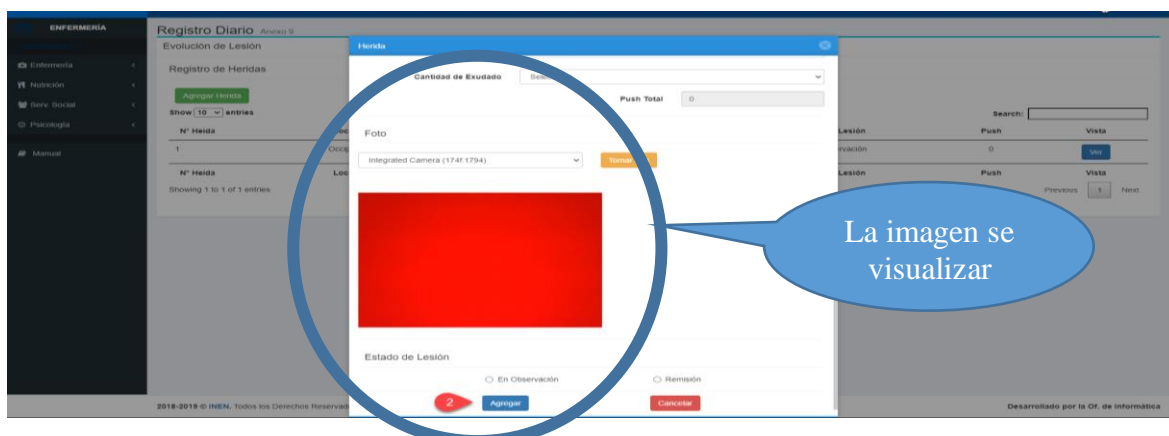 ENFERMERÍA
Registro Diario Anexo 9
Evolución de Lesión
Herida
Enfermería
Nutrición
Serv. Social
Psicología
Manual
Registro de Heridas
Agregar Herida
Show 10 entries
Search:
N° Heida
Lesión
Push
Vista
1
0
Ver
N° Heida
Lesión
Push
Vista
Showing 1 to 1 of 1 entries
Previous 1 Next
Cantidad de Exudado
Push Total 0
Foto
Integrated Camera (174f:1794)
Tomar
La imagen se
visualizar
Estado de Lesión
En Observación
Remisión
2
Agregar
Cancelar
2018-2019 © INEN. Todos los Derechos
Desarrollado por la Of. de Informática